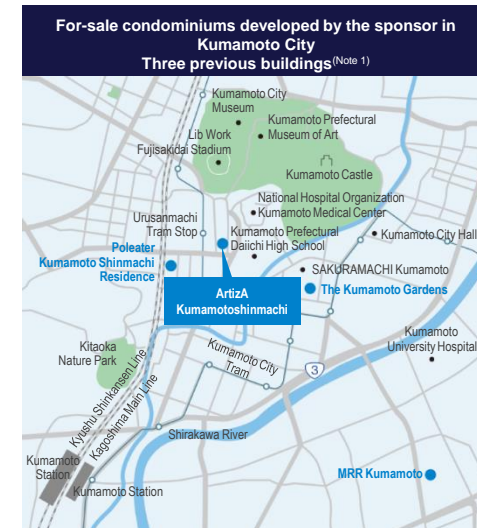 For-sale condominiums developed by the sponsor in
Kumamoto City
Three previous buildings(Note 1)
Kumamoto City
Museum
Kumamoto Prefectural
Museum of Art
Lib Work
Fujisakidai Stadium
Kumamoto Castle
National Hospital Organization
Kumamoto Medical Center
Urusanmachi
Tram Stop
Kumamoto Prefectural
Daiichi High School
Kumamoto City Hall
Poleater
Kumamoto Shinmachi
Residence
SAKURAMACHI Kumamoto
ArtizA
Kumamotoshinmachi
The Kumamoto Gardens
Kumamoto
University Hospital
Kitaoka
Nature Park
Kumamoto City
Tram
3
Kyushu Shinkansen Line
Kagoshima Main Line
Shirakawa River
Kumamoto
Station
MRR Kumamoto
Kumamoto Station